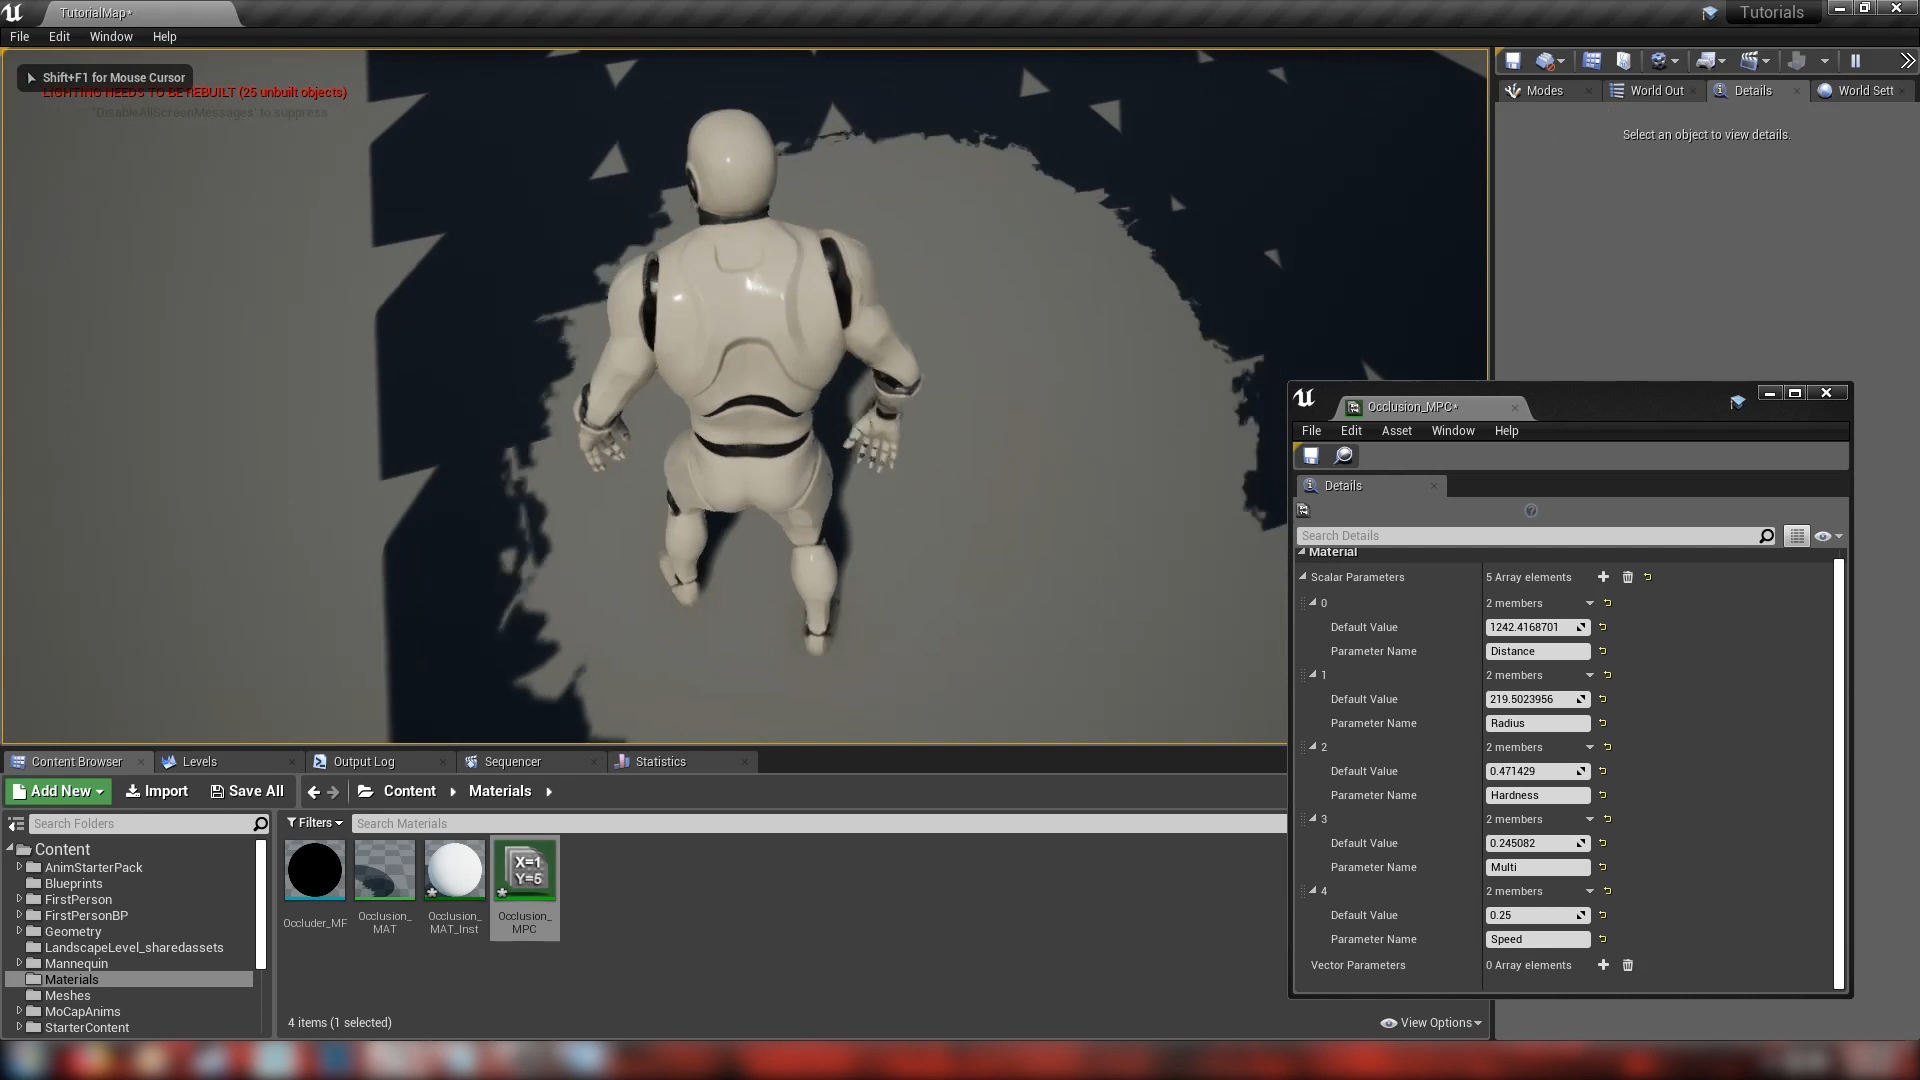 TutorialMap*
Tutorials
File Edit Window Help
Shift+F1 for Mouse Cursor
LIGHTING NEEDS TO BE REBUILT (25 unbuilt objects)
'DisableAllScreenMessages' to suppress
Modes World Out Details World Sett
Select an object to view details.
Occlusion_MPC*
File Edit Asset Window Help
Details
Search Details
Material
Scalar Parameters 5 Array elements
0 2 members
Default Value 1242.4168701
Parameter Name Distance
1 2 members
Default Value 219.5023956
Parameter Name Radius
2 2 members
Default Value 0.471429
Parameter Name Hardness
3 2 members
Default Value 0.245082
Parameter Name Multi
4 2 members
Default Value 0.25
Parameter Name Speed
Vector Parameters 0 Array elements
Content Browser Levels Output Log Sequencer Statistics
Add New Import Save All Content Materials
Search Folders
Filters Search Materials
Content
AnimStarterPack
Blueprints
FirstPerson
FirstPersonBP
Geometry
LandscapeLevel_sharedassets
Mannequin
Materials
Meshes
MoCapAnims
StarterContent
X=1
Y=5
Occluder_MF
Occlusion_
MAT
Occlusion_
MAT_Inst
Occlusion_
MPC
4 items (1 selected)
View Options